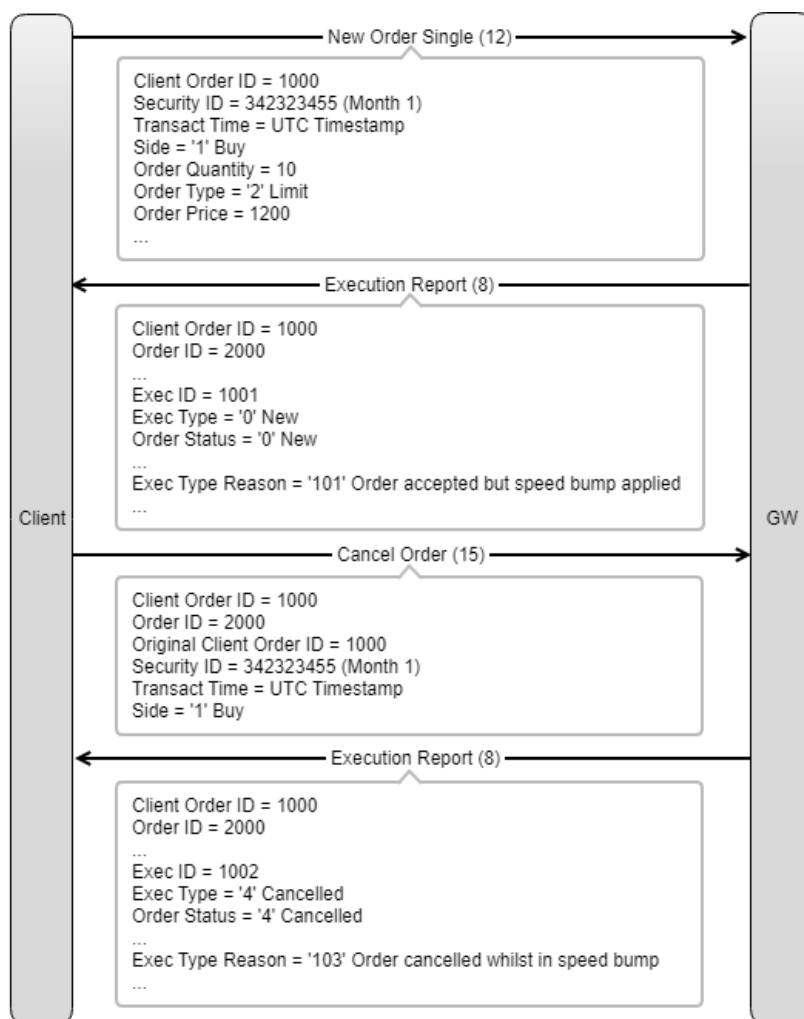 New Order Single (12)
Client Order ID = 1000
Security ID = 342323455 (Month 1)
Transact Time = UTC Timestamp
Side = '1' Buy
Order Quantity = 10
Order Type = '2' Limit
Order Price = 1200
...
Execution Report (8)
Client Order ID = 1000
Order ID = 2000
...
Exec ID = 1001
Exec Type = '0' New
Order Status = '0' New
...
Exec Type Reason = '101' Order accepted but speed bump applied
...
Client
GW
Cancel Order (15)
Client Order ID = 1000
Order ID = 2000
Original Client Order ID = 1000
Security ID = 342323455 (Month 1)
Transact Time = UTC Timestamp
Side = '1' Buy
Execution Report (8)
Client Order ID = 1000
Order ID = 2000
...
Exec ID = 1002
Exec Type = '4' Cancelled
Order Status = '4' Cancelled
...
Exec Type Reason = '103' Order cancelled whilst in speed bump
...